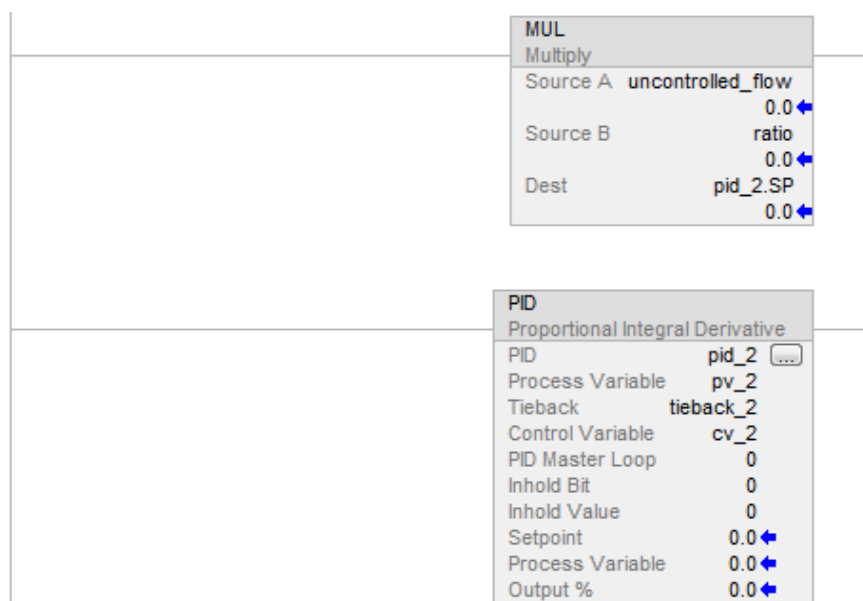 MUL
Multiply
Source A uncontrolled_flow
0.0
Source B ratio
0.0
Dest pid_2.SP
0.0
PID
Proportional Integral Derivative
PID pid_2 ...
Process Variable pv_2
Tieback tieback_2
Control Variable cv_2
PID Master Loop 0
Inhold Bit 0
Inhold Value 0
Setpoint 0.0
Process Variable 0.0
Output % 0.0